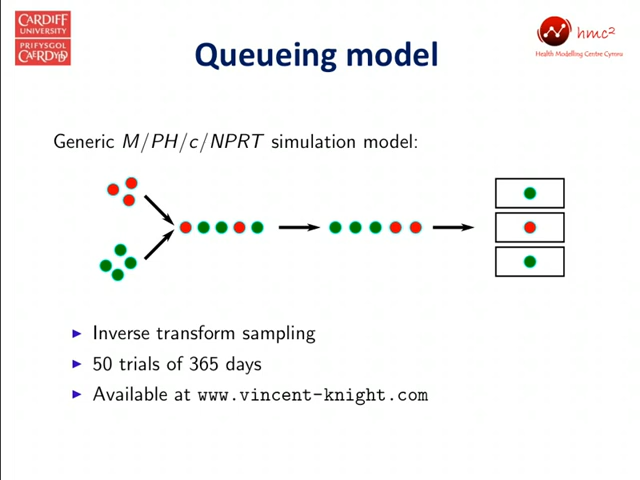 CARDIFF
UNIVERSITY
PRIFYSGOL
CAERDYDD
hmc²
Health Modelling Centre Cymru
Queueing model
Generic M/PH/c/NPRT simulation model:
Inverse transform sampling
50 trials of 365 days
Available at www.vincent-knight.com